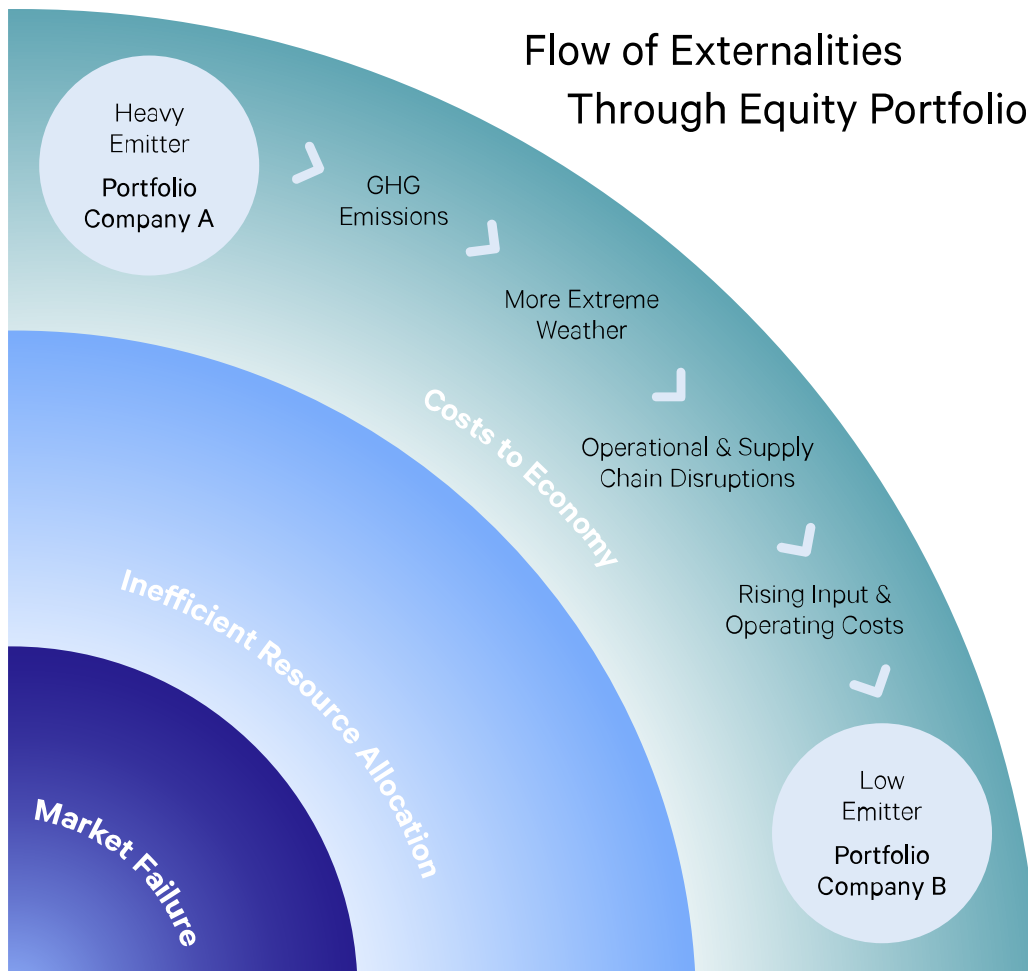 Flow of Externalities
Through Equity Portfolio
Heavy
Emitter
Portfolio
Company A
GHG
Emissions
More Extreme
Weather
Operational & Supply
Chain Disruptions
Rising Input &
Operating Costs
Low
Emitter
Portfolio
Company B
Costs to Economy
Inefficient Resource Allocation
Market Failure